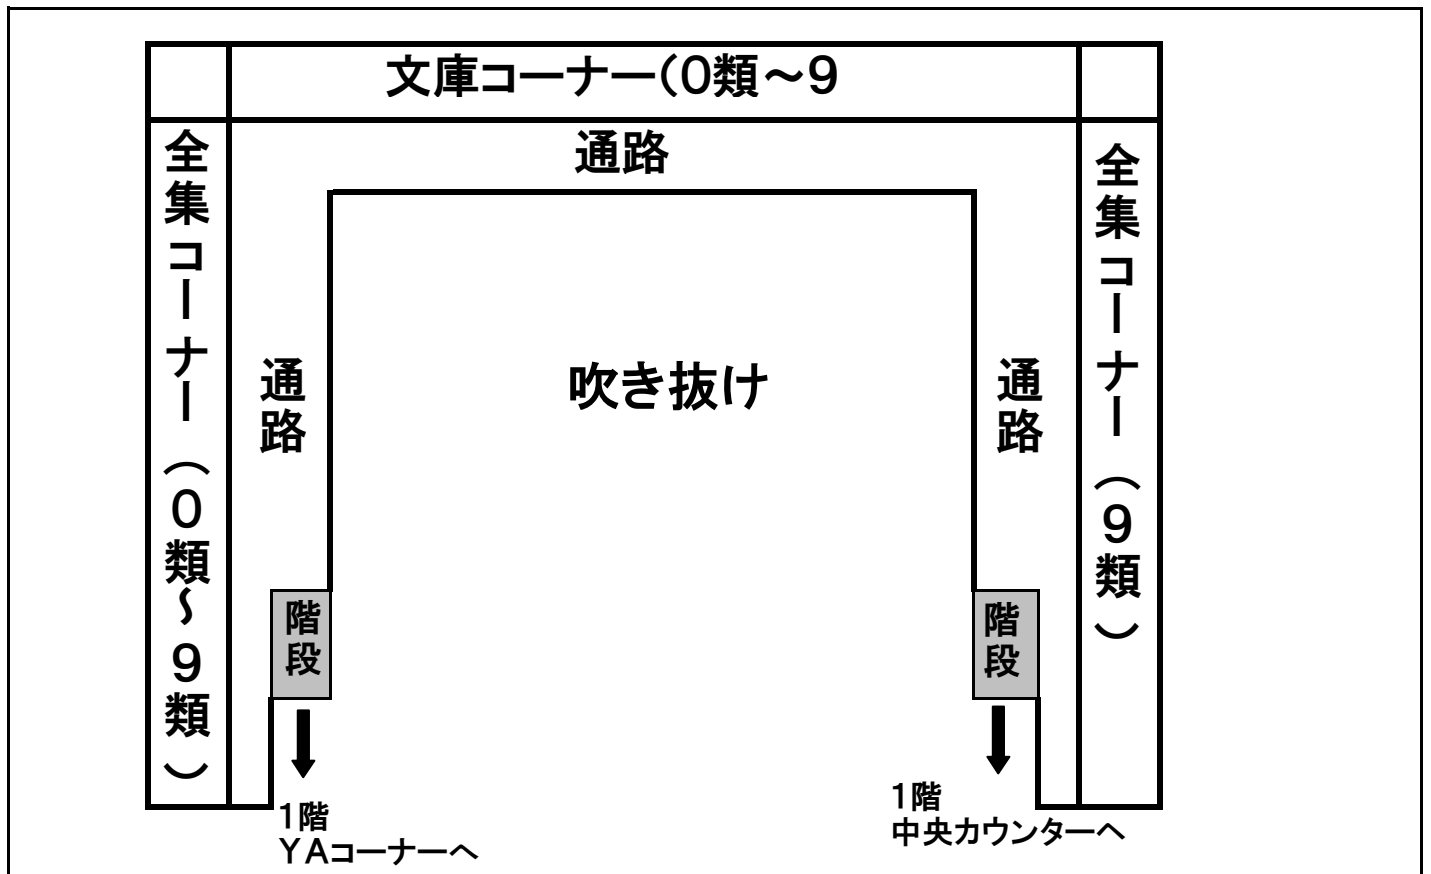 文庫コーナー(０類～９
通路
全集コーナー（０類～９類）
通路
吹き抜け
通路
全集コーナー（９類）
階段
階段
1階
ＹＡコーナーへ
1階
中央カウンターへ